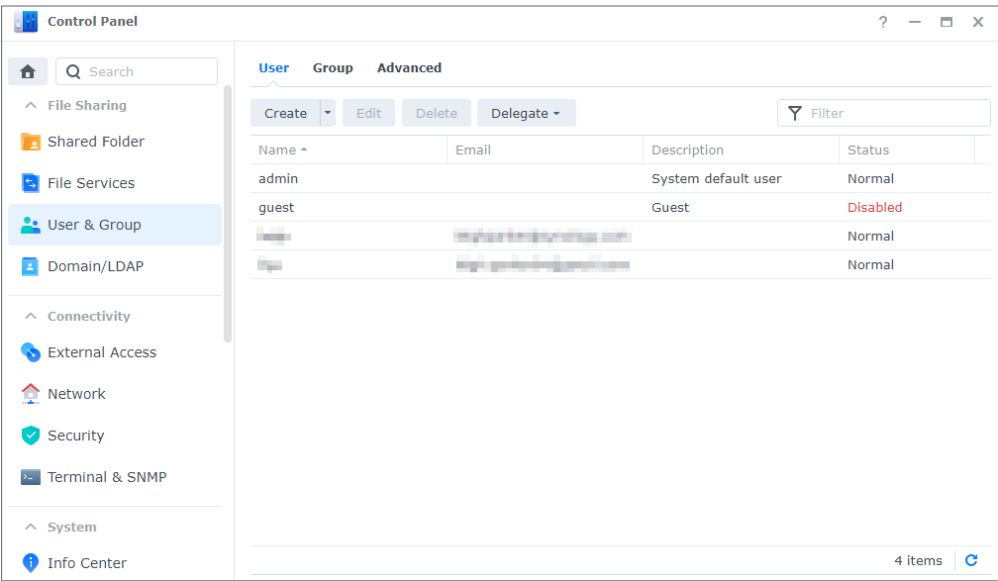 Control Panel
?
Search
File Sharing
Shared Folder
File Services
User & Group
Domain/LDAP
Connectivity
External Access
Network
Security
Terminal & SNMP
System
Info Center
User Group Advanced
Create Edit Delete Delegate Filter
Name Email Description Status
admin System default user Normal
guest Guest Disabled
Normal
Normal
4 items